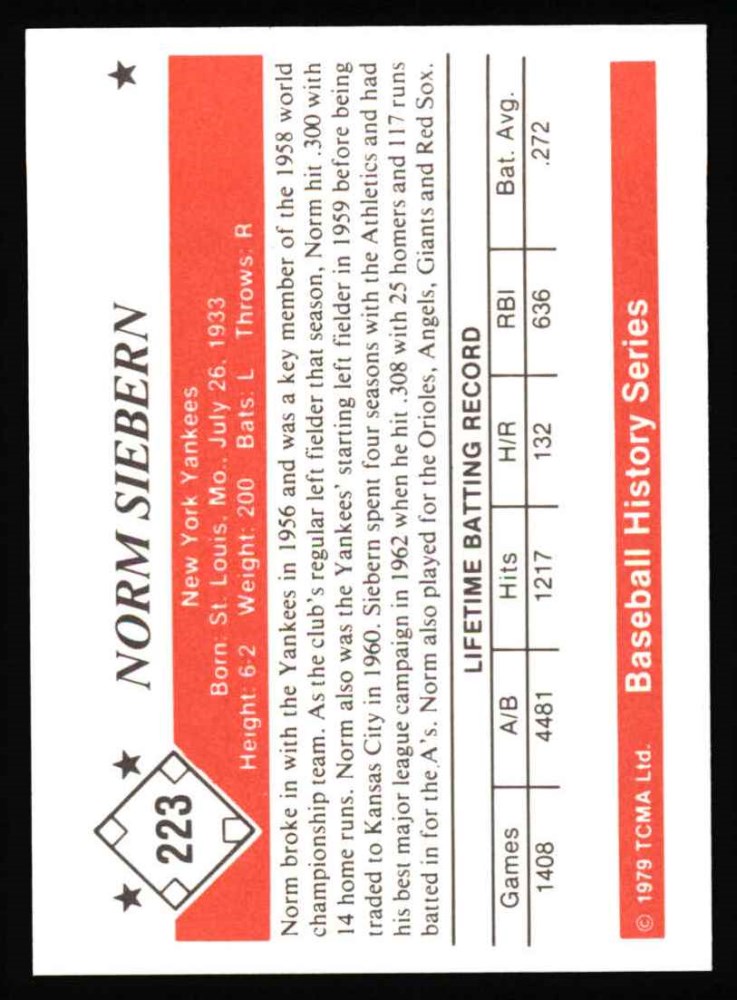 223
NORM SIEBERN
New York Yankees
Born: St. Louis, Mo., July 26, 1933
Height: 6-2 Weight: 200 Bats: L Throws: R
Norm broke in with the Yankees in 1956 and was a key member of the 1958 world
championship team. As the club's regular left fielder that season, Norm hit .300 with
14 home runs. Norm also was the Yankees' starting left fielder in 1959 before being
traded to Kansas City in 1960. Siebern spent four seasons with the Athletics and had
his best major league campaign in 1962 when he hit .308 with 25 homers and 117 runs
batted in for the A's. Norm also played for the Orioles, Angels, Giants and Red Sox.
LIFETIME BATTING RECORD
Games A/B Hits H/R RBI Bat. Avg.
1408 4481 1217 132 636 .272
© 1979 TCMA Ltd. Baseball History Series